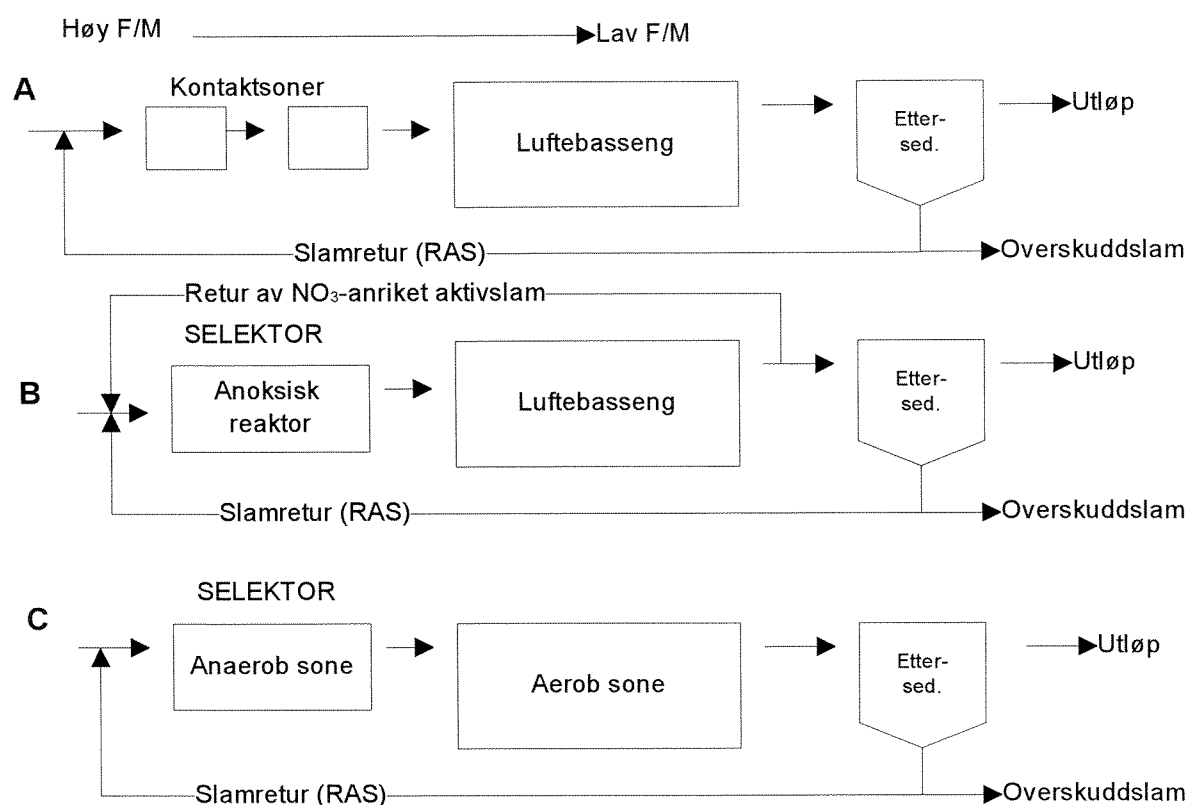 Høy F/M
Lav F/M
A
Kontaktsoner
Luftebasseng
Etter-
sed.
Utløp
Slamretur (RAS)
Overskuddslam
Retur av NO₃-anriket aktivslam
SELEKTOR
B
Anoksisk
reaktor
Luftebasseng
Etter-
sed.
Utløp
Slamretur (RAS)
Overskuddslam
SELEKTOR
C
Anaerob sone
Aerob sone
Etter-
sed.
Utløp
Slamretur (RAS)
Overskuddslam